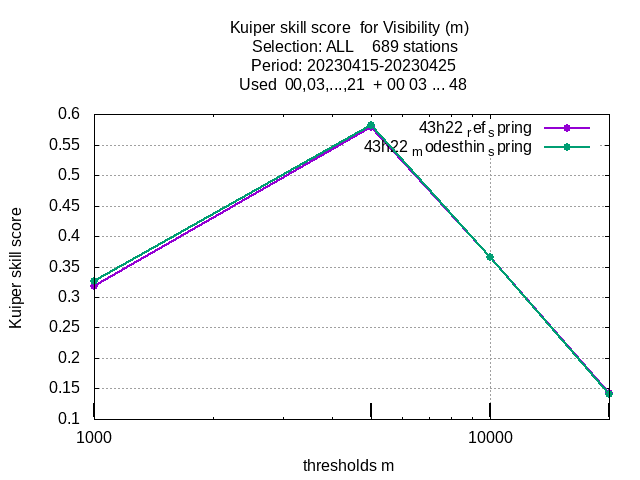 Kuiper skill score  for Visibility (m)
Selection: ALL    689 stations
Period: 20230415-20230425
Used  00,03,...,21  + 00 03 ... 48
0.6
0.55
0.5
0.45
0.4
0.35
0.3
0.25
0.2
0.15
0.1
Kuiper skill score
43h22 ref spring
43h22 modesthin spring
1000
10000
thresholds m